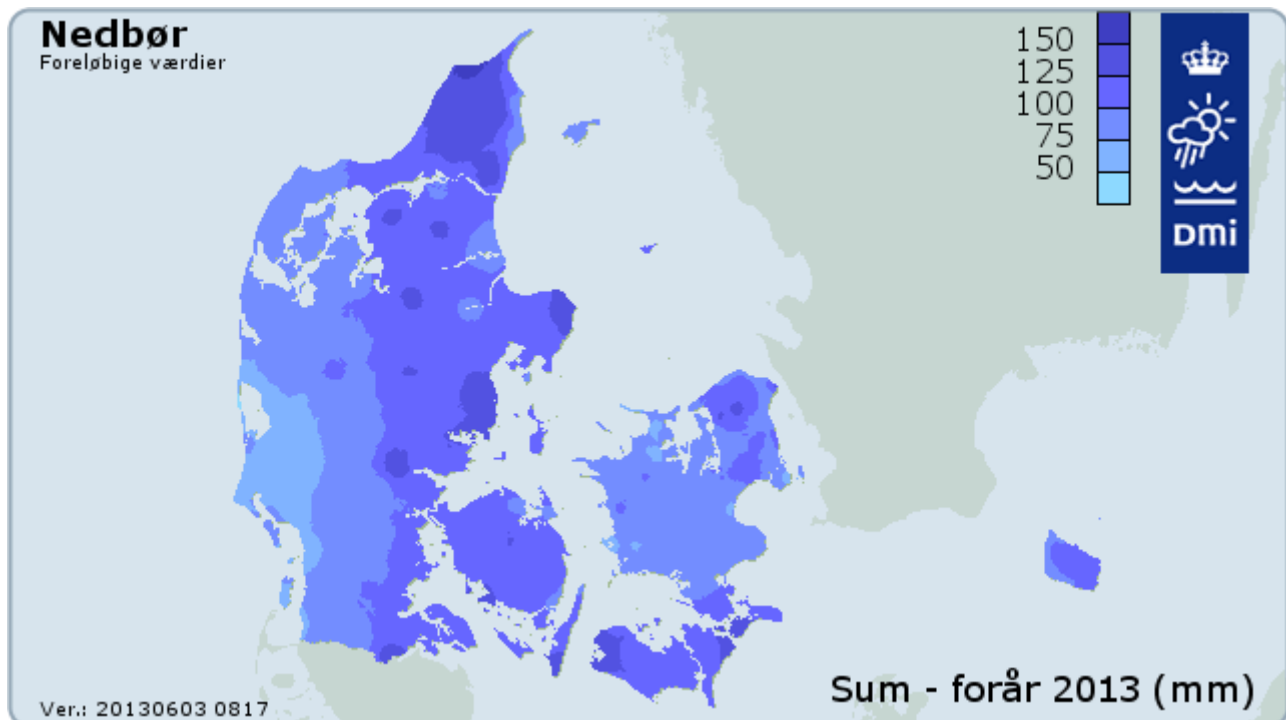 Nedbør
Foreløbige værdier
150
125
100
75
50
DMi
Sum - forår 2013 (mm)
Ver.: 20130603 0817